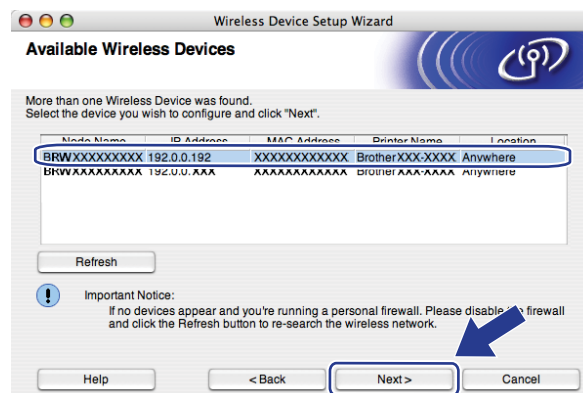 Wireless Device Setup Wizard
Available Wireless Devices
More than one Wireless Device was found.
Select the device you wish to configure and click "Next".
Node Name IP Address MAC Address Printer Name Location
BRWXXXXXXXXX 192.0.0.192 XXXXXXXXXXXX BrotherXXX-XXXX Anywhere
BRWXXXXXXXXX 192.0.0.XXX XXXXXXXXXXXX BrotherXXX-XXXX Anywhere
Refresh
Important Notice:
If no devices appear and you're running a personal firewall. Please disable the firewall
and click the Refresh button to re-search the wireless network.
Help < Back Next > Cancel